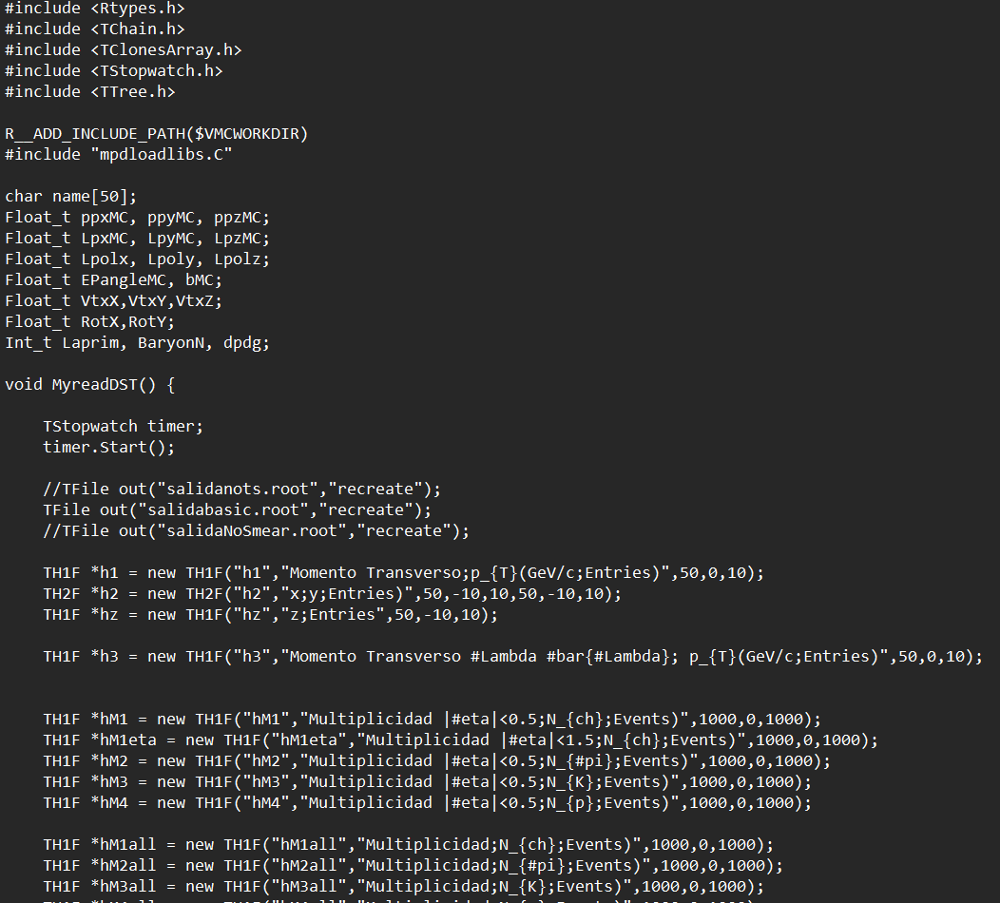 #include <Rtypes.h>
#include <TChain.h>
#include <TClonesArray.h>
#include <TStopwatch.h>
#include <TTree.h>

R__ADD_INCLUDE_PATH($VMCWORKDIR)
#include "mpdloadlibs.C"

char name[50];
Float_t ppxMC, ppyMC, ppzMC;
Float_t LpxMC, LpyMC, LpzMC;
Float_t Lpolx, Lpoly, Lpolz;
Float_t EPangleMC, bMC;
Float_t VtxX,VtxY,VtxZ;
Float_t RotX,RotY;
Int_t Laprim, BaryonN, dpdg;

void MyreadDST() {

    TStopwatch timer;
    timer.Start();

    //TFile out("salidanots.root","recreate");
    TFile out("salidabasic.root","recreate");
    //TFile out("salidaNoSmear.root","recreate");

    TH1F *h1 = new TH1F("h1","Momento Transverso;p_{T}(GeV/c;Entries)",50,0,10);
    TH2F *h2 = new TH2F("h2","x;y;Entries)",50,-10,10,50,-10,10);
    TH1F *hz = new TH1F("hz","z;Entries",50,-10,10);

    TH1F *h3 = new TH1F("h3","Momento Transverso #Lambda #bar{#Lambda}; p_{T}(GeV/c;Entries)",50,0,10);


    TH1F *hM1 = new TH1F("hM1","Multiplicidad |#eta|<0.5;N_{ch};Events)",1000,0,1000);
    TH1F *hM1eta = new TH1F("hM1eta","Multiplicidad |#eta|<1.5;N_{ch};Events)",1000,0,1000);
    TH1F *hM2 = new TH1F("hM2","Multiplicidad |#eta|<0.5;N_{#pi};Events)",1000,0,1000);
    TH1F *hM3 = new TH1F("hM3","Multiplicidad |#eta|<0.5;N_{K};Events)",1000,0,1000);
    TH1F *hM4 = new TH1F("hM4","Multiplicidad |#eta|<0.5;N_{p};Events)",1000,0,1000);

    TH1F *hM1all = new TH1F("hM1all","Multiplicidad;N_{ch};Events)",1000,0,1000);
    TH1F *hM2all = new TH1F("hM2all","Multiplicidad;N_{#pi};Events)",1000,0,1000);
    TH1F *hM3all = new TH1F("hM3all","Multiplicidad;N_{K};Events)",1000,0,1000);